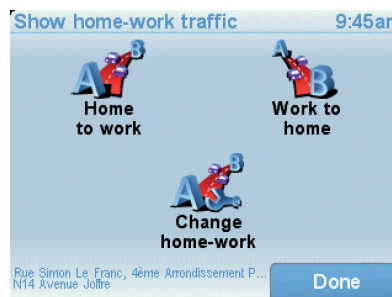 Show home-work traffic 9:45am
A B
A B
Home
to work
Work to
home
A B
Change
home-work
Rue Simon Le Franc, 4ème Arrondissement P...
N14 Avenue Joffre
Done